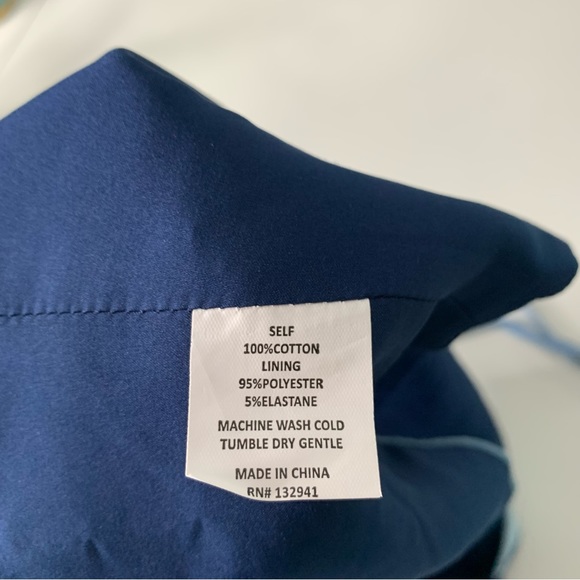 SELF
100%COTTON
LINING
95%POLYESTER
5%ELASTANE
MACHINE WASH COLD
TUMBLE DRY GENTLE
MADE IN CHINA
RN# 132941